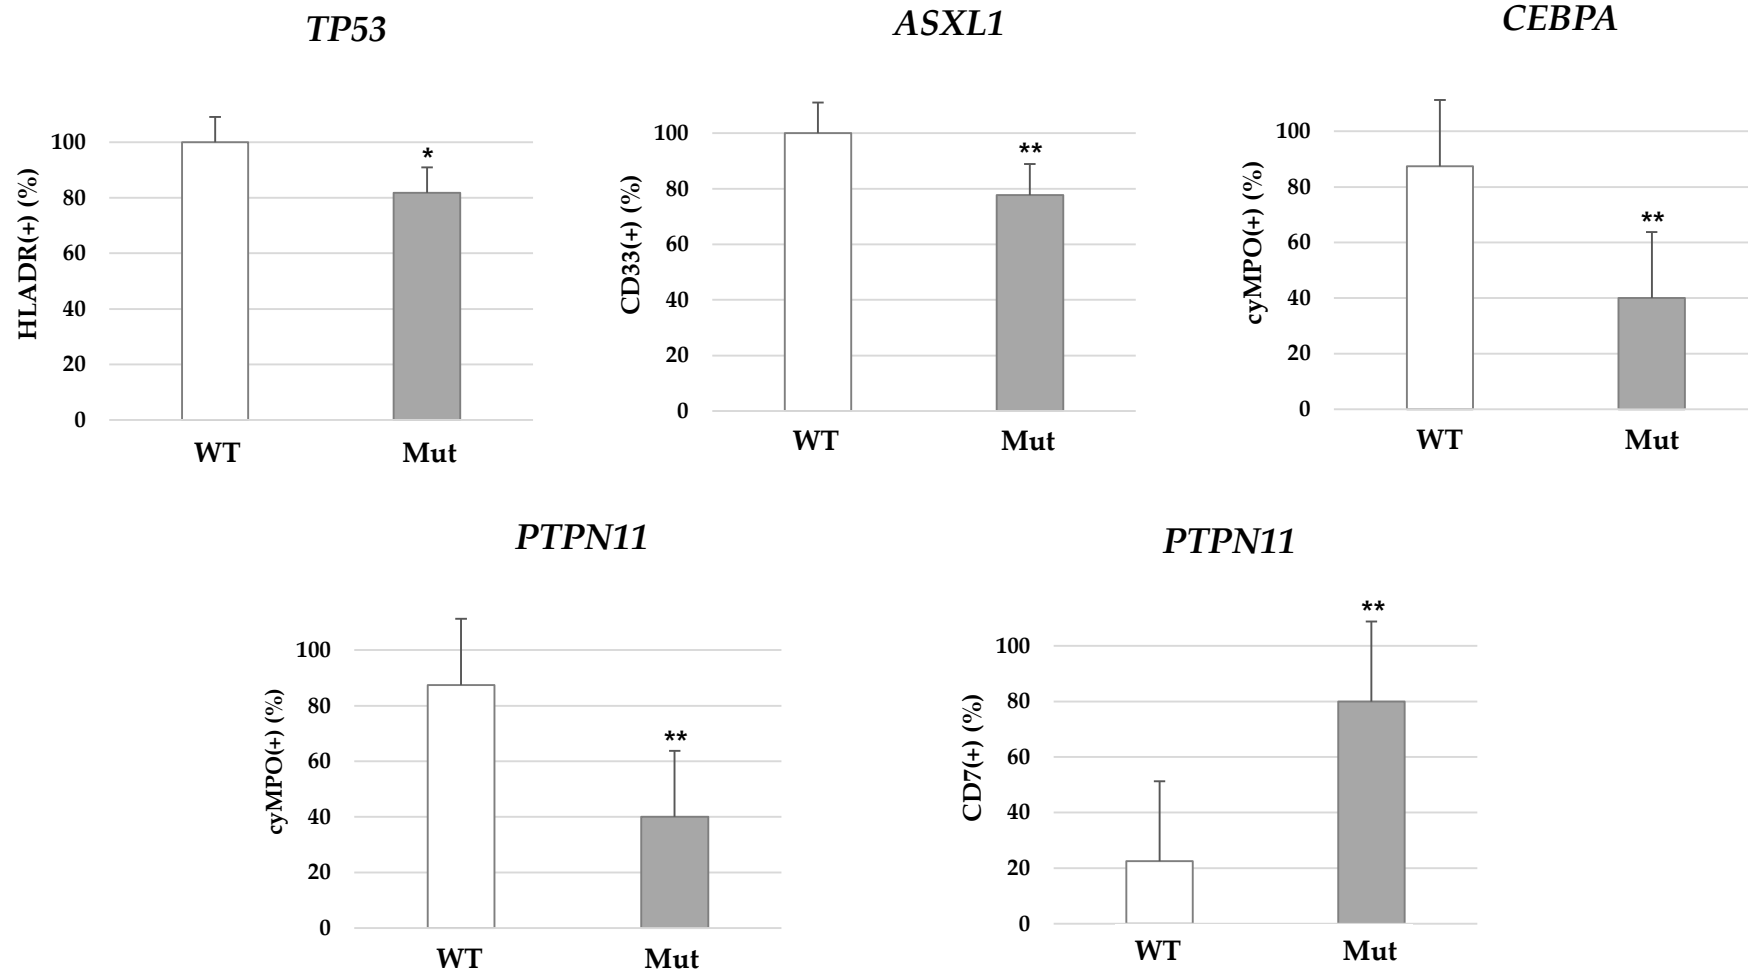 TP53
HLADR(+) (%)
100
80
60
40
20
0
*
WT
Mut
ASXL1
CD33(+) (%)
100
80
60
40
20
0
**
WT
Mut
CEBPA
cyMPO(+) (%)
100
80
60
40
20
0
**
WT
Mut
PTPN11
cyMPO(+) (%)
100
80
60
40
20
0
**
WT
Mut
PTPN11
CD7(+) (%)
100
80
60
40
20
0
**
WT
Mut